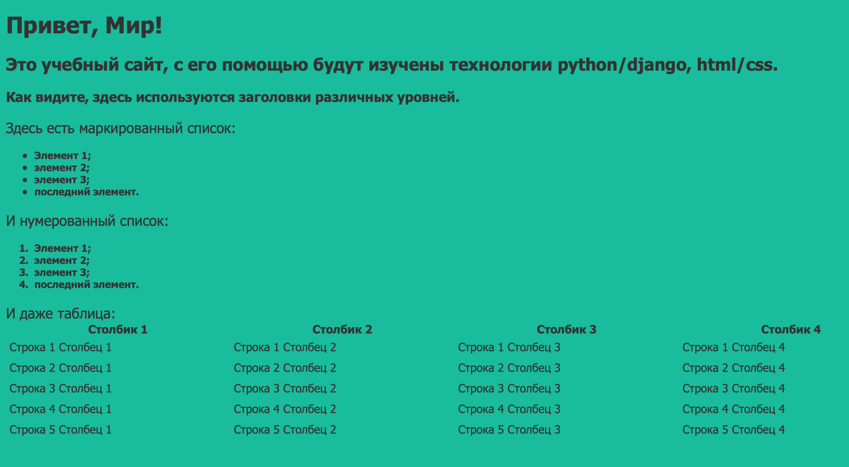 Привет, Мир!
Это учебный сайт, с его помощью будут изучены технологии python/django, html/css.
Как видите, здесь используются заголовки различных уровней.
Здесь есть маркированный список:
• Элемент 1;
• элемент 2;
• элемент 3;
• последний элемент.
И нумерованный список:
1. Элемент 1;
2. элемент 2;
3. элемент 3;
4. последний элемент.
И даже таблица:
Столбик 1 Столбик 2 Столбик 3 Столбик 4
Строка 1 Столбец 1 Строка 1 Столбец 2 Строка 1 Столбец 3 Строка 1 Столбец 4
Строка 2 Столбец 1 Строка 2 Столбец 2 Строка 2 Столбец 3 Строка 2 Столбец 4
Строка 3 Столбец 1 Строка 3 Столбец 2 Строка 3 Столбец 3 Строка 3 Столбец 4
Строка 4 Столбец 1 Строка 4 Столбец 2 Строка 4 Столбец 3 Строка 4 Столбец 4
Строка 5 Столбец 1 Строка 5 Столбец 2 Строка 5 Столбец 3 Строка 5 Столбец 4